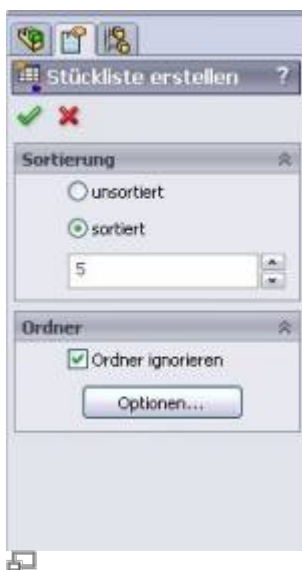 Stückliste erstellen ?
Sortierung
unsortiert
sortiert
5
Ordner
Ordner ignorieren
Optionen...